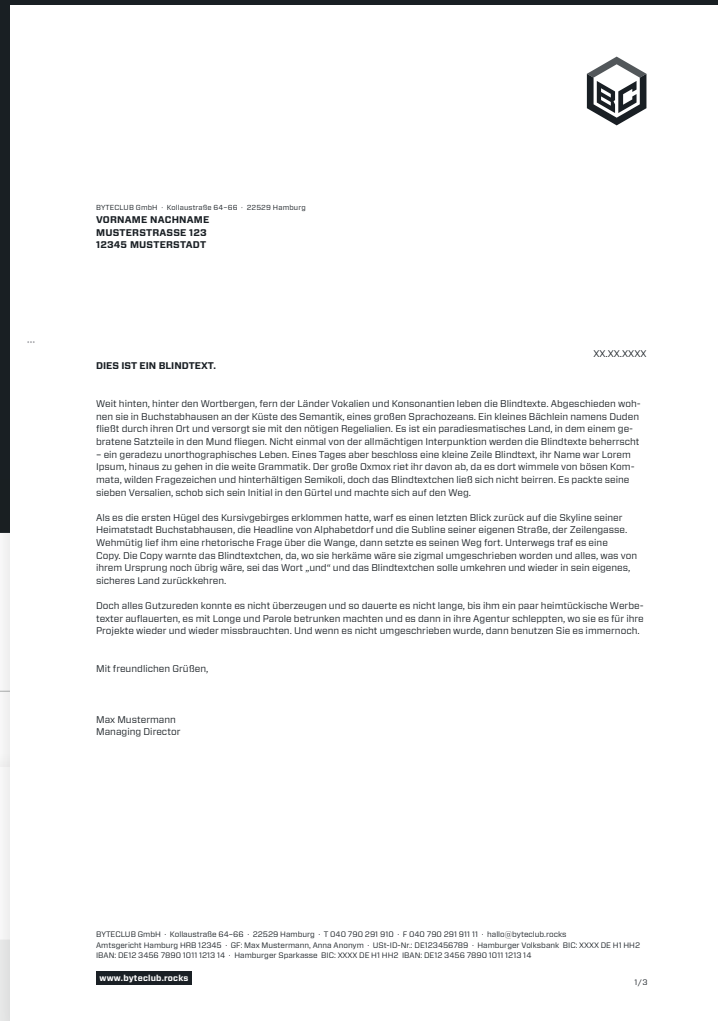 BC
BYTECLUB GmbH · Kollaustraße 64–66 · 22529 Hamburg
VORNAME NACHNAME
MUSTERSTRASSE 123
12345 MUSTERSTADT
...
XX.XX.XXXX
DIES IST EIN BLINDTEXT.
Weit hinten, hinter den Wortbergen, fern der Länder Vokalien und Konsonantien leben die Blindtexte. Abgeschieden woh-
nen sie in Buchstabhausen an der Küste des Semantik, eines großen Sprachozeans. Ein kleines Bächlein namens Duden
fließt durch ihren Ort und versorgt sie mit den nötigen Regelialien. Es ist ein paradiesmatisches Land, in dem einem ge-
bratene Satzteile in den Mund fliegen. Nicht einmal von der allmächtigen Interpunktion werden die Blindtexte beherrscht
– ein geradezu unorthographisches Leben. Eines Tages aber beschloss eine kleine Zeile Blindtext, ihr Name war Lorem
Ipsum, hinaus zu gehen in die weite Grammatik. Der große Oxmox riet ihr davon ab, da es dort wimmele von bösen Kom-
mata, wilden Fragezeichen und hinterhältigen Semikoli, doch das Blindtextchen ließ sich nicht beirren. Es packte seine
sieben Versalien, schob sich sein Initial in den Gürtel und machte sich auf den Weg.
Als es die ersten Hügel des Kursivgebirges erklommen hatte, warf es einen letzten Blick zurück auf die Skyline seiner
Heimatstadt Buchstabhausen, die Headline von Alphabetdorf und die Subline seiner eigenen Straße, der Zeilengasse.
Wehmütig lief ihm eine rhetorische Frage über die Wange, dann setzte es seinen Weg fort. Unterwegs traf es eine
Copy. Die Copy warnte das Blindtextchen, da, wo sie herkäme wäre sie zigmal umgeschrieben worden und alles, was von
ihrem Ursprung noch übrig wäre, sei das Wort „und" und das Blindtextchen solle umkehren und wieder in sein eigenes,
sicheres Land zurückkehren.
Doch alles Gutzureden konnte es nicht überzeugen und so dauerte es nicht lange, bis ihm ein paar heimtückische Werbe-
texter auflauerten, es mit Longe und Parole betrunken machten und es dann in ihre Agentur schleppten, wo sie es für ihre
Projekte wieder und wieder missbrauchten. Und wenn es nicht umgeschrieben wurde, dann benutzen Sie es immernoch.
Mit freundlichen Grüßen,
Max Mustermann
Managing Director
BYTECLUB GmbH · Kollaustraße 64–66 · 22529 Hamburg · T 040 790 291 910 · F 040 790 291 911 11 · hallo@byteclub.rocks
Amtsgericht Hamburg HRB 12345 · GF: Max Mustermann, Anna Anonym · USt-ID-Nr.: DE123456789 · Hamburger Volksbank BIC: XXXX DE H1 HH2
IBAN: DE12 3456 7890 1011 1213 14 · Hamburger Sparkasse BIC: XXXX DE H1 HH2 IBAN: DE12 3456 7890 1011 1213 14
www.byteclub.rocks
1/3